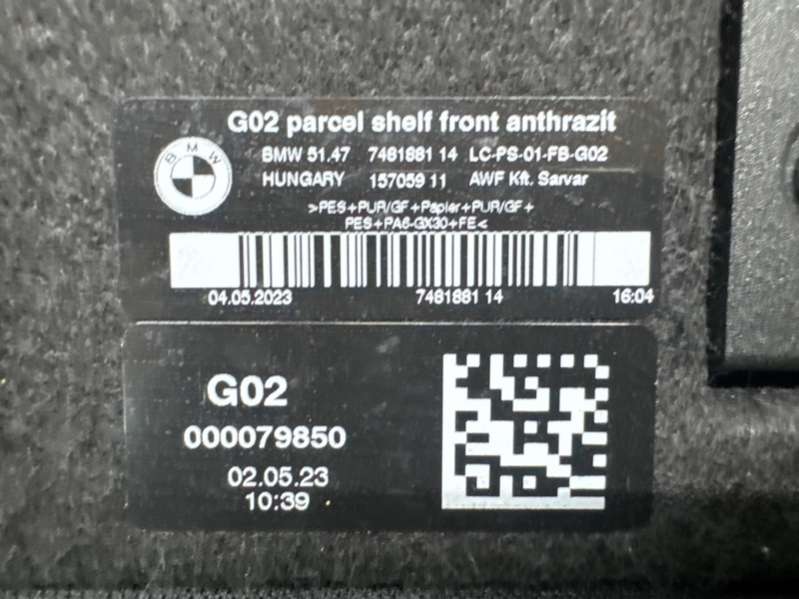 G02 parcel shelf front anthrazit
BMW
BMW 51.47 7481881 14 LC-PS-01-FB-G02
HUNGARY 157059 11 AWF Kft. Sarvar
>PES+PUR/GF+Papier+PUR/GF+
PES+PA6-GX30+FE<
04.05.2023 7481881 14 16:04
G02
000079850
02.05.23
10:39